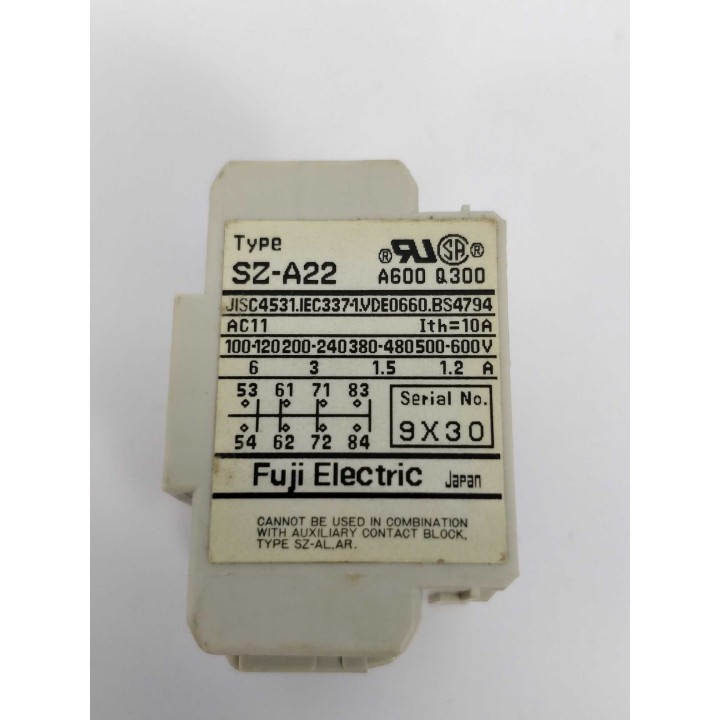 Type
SZ-A22
® RU SA ®
A600 Q300
JISC4531.IEC337-1.VDE0660.BS4794
AC11 Ith=10A
100-120 200-240 380-480 500-600V
6 3 1.5 1.2 A
53 61 71 83
54 62 72 84
Serial No.
9X30
Fuji Electric Japan
CANNOT BE USED IN COMBINATION
WITH AUXILIARY CONTACT BLOCK,
TYPE SZ-AL,AR.